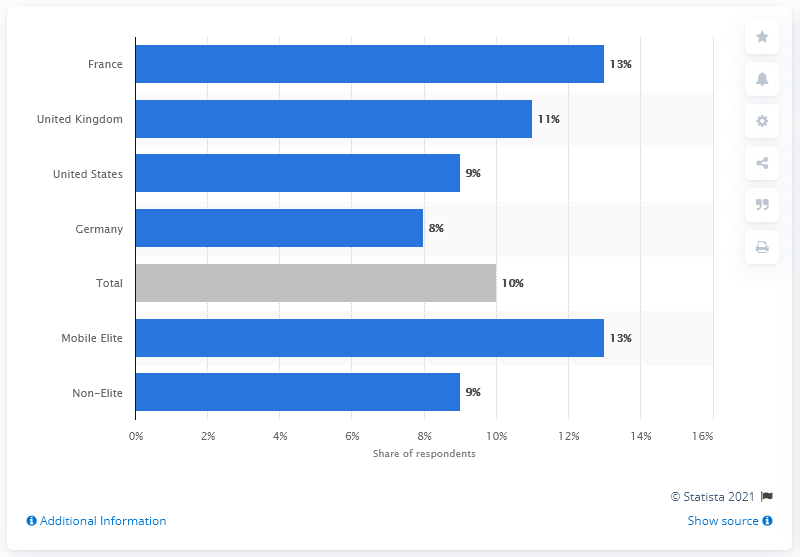 France 13%
United Kingdom 11%
United States 9%
Germany 8%
Total 10%
Mobile Elite 13%
Non-Elite 9%
0% 2% 4% 6% 8% 10% 12% 14% 16%
Share of respondents
© Statista 2021
Additional Information Show source